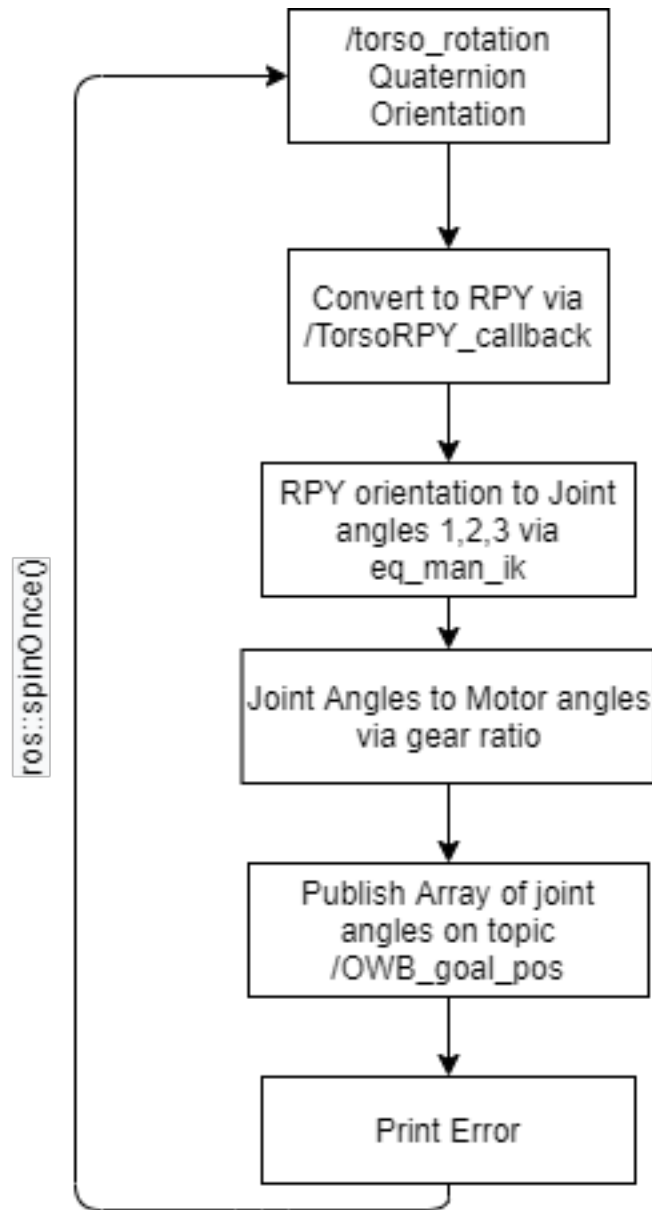 /torso_rotation
Quaternion
Orientation
Convert to RPY via
/TorsoRPY_callback
RPY orientation to Joint
angles 1,2,3 via
eq_man_ik
Joint Angles to Motor angles
via gear ratio
Publish Array of joint
angles on topic
/OWB_goal_pos
Print Error
ros::spinOnce()